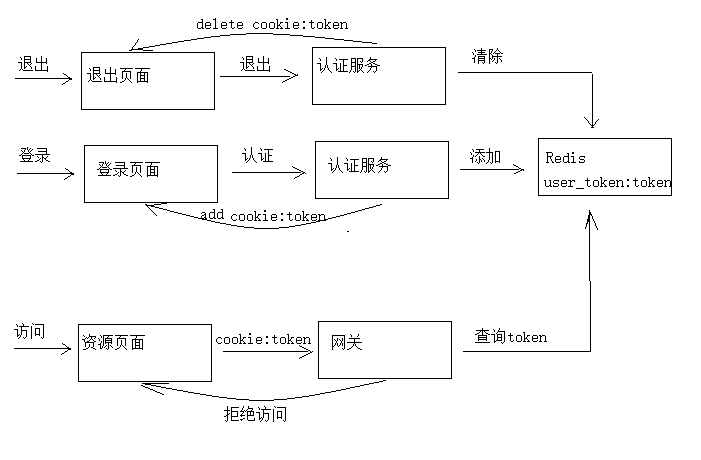 delete cookie:token
退出
退出页面
退出
认证服务
清除
登录
登录页面
认证
认证服务
添加
Redis
user_token:token
add cookie:token
访问
资源页面
cookie:token
网关
查询token
拒绝访问